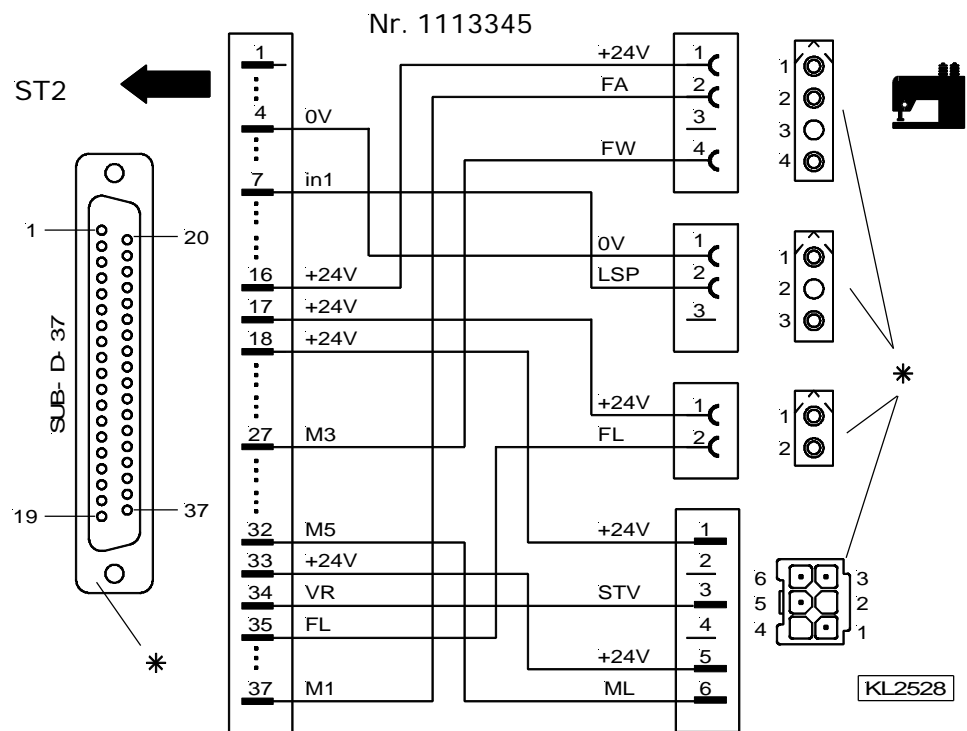 Nr. 1113345
ST2
SUB-D-37
1
20
19
37
1
4 0V
7 in1
16 +24V
17 +24V
18 +24V
27 M3
32 M5
33 +24V
34 VR
35 FL
37 M1
+24V 1
FA 2
3
FW 4
0V 1
LSP 2
3
+24V 1
FL 2
+24V 1
2
STV 3
4
+24V 5
ML 6
1
2
3
4
1
2
3
1
2
6 3
5 2
4 1
KL2528